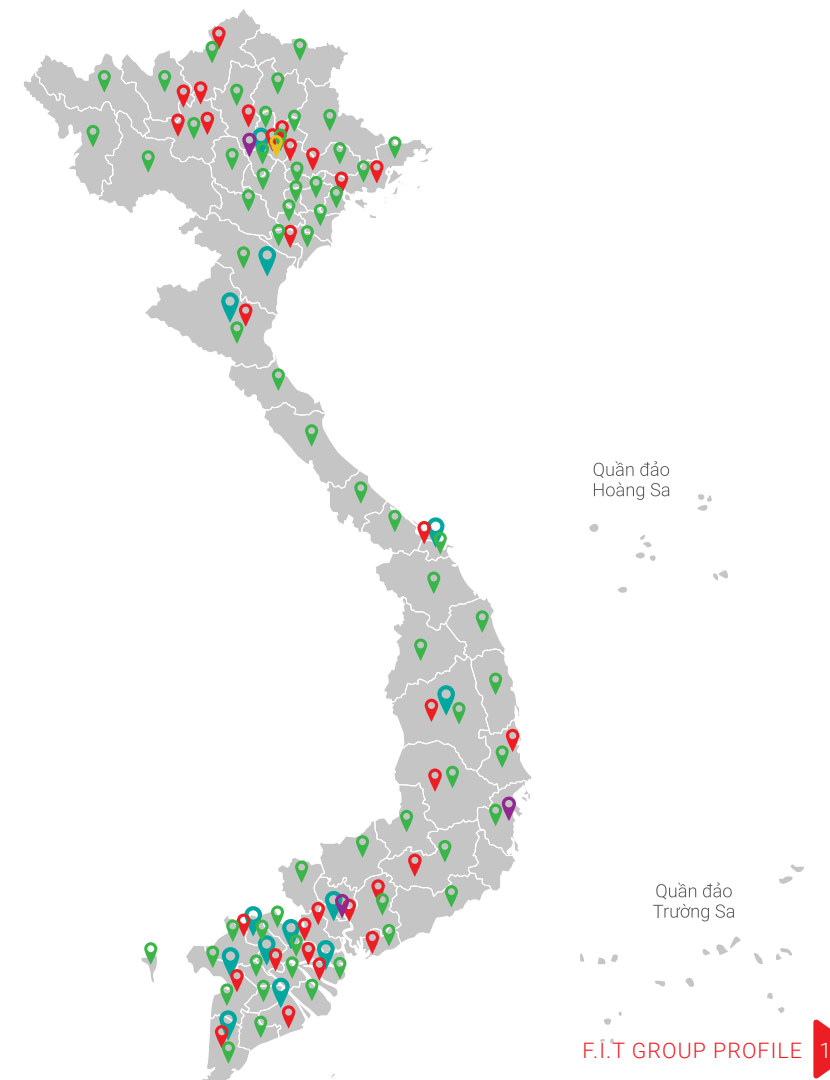 Quần đảo
Hoàng Sa
Quần đảo
Trường Sa
F.I.T GROUP PROFILE